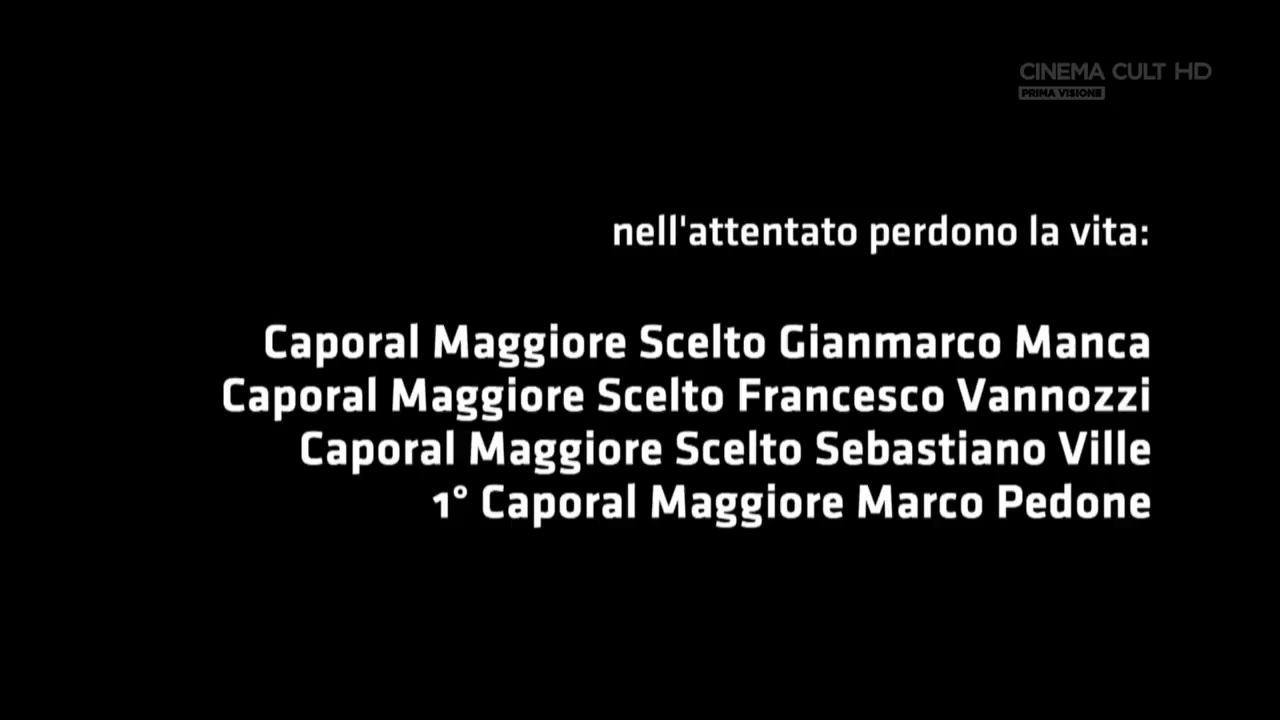 CINEMA CULT HD
PRIMA VISIONE
nell'attentato perdono la vita:
Caporal Maggiore Scelto Gianmarco Manca
Caporal Maggiore Scelto Francesco Vannozzi
Caporal Maggiore Scelto Sebastiano Ville
1° Caporal Maggiore Marco Pedone